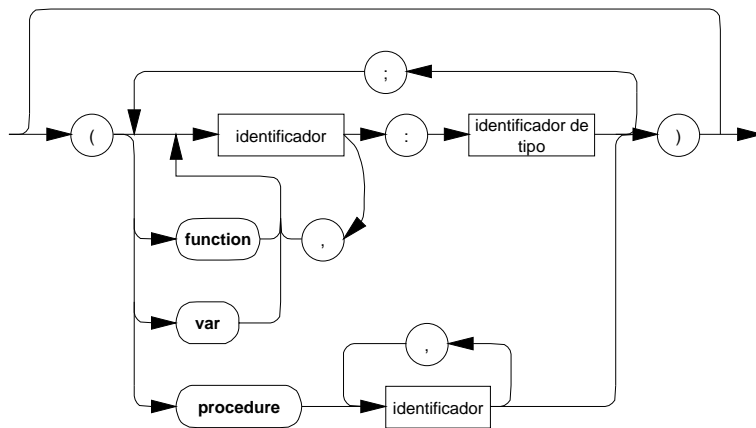 ;
( identificador : identificador de
tipo )
function ,
var
,
procedure identificador